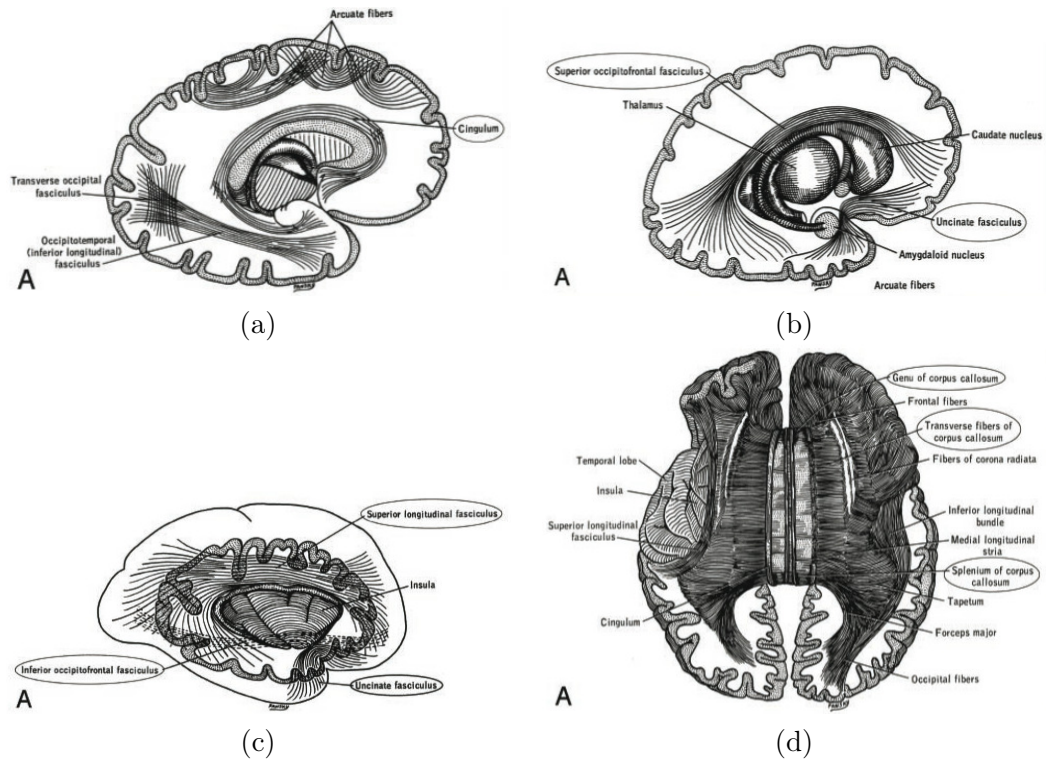 Arcuate fibers
Cingulum
Transverse occipital
fasciculus
Occipitotemporal
(inferior longitudinal)
fasciculus
A
(a)
Superior occipitofrontal
fasciculus
Thalamus
Caudate nucleus
Uncinate fasciculus
Amygdaloid nucleus
Arcuate fibers
A
(b)
Superior longitudinal fasciculus
Insula
Inferior occipitofrontal fasciculus
Uncinate fasciculus
A
(c)
Genu of corpus callosum
Frontal fibers
Transverse fibers of
corpus callosum
Fibers of corona radiata
Temporal lobe
Insula
Superior longitudinal
fasciculus
Inferior longitudinal
bundle
Medial longitudinal
stria
Splenium of corpus
callosum
Tapetum
Cingulum
Forceps major
Occipital fibers
A
(d)